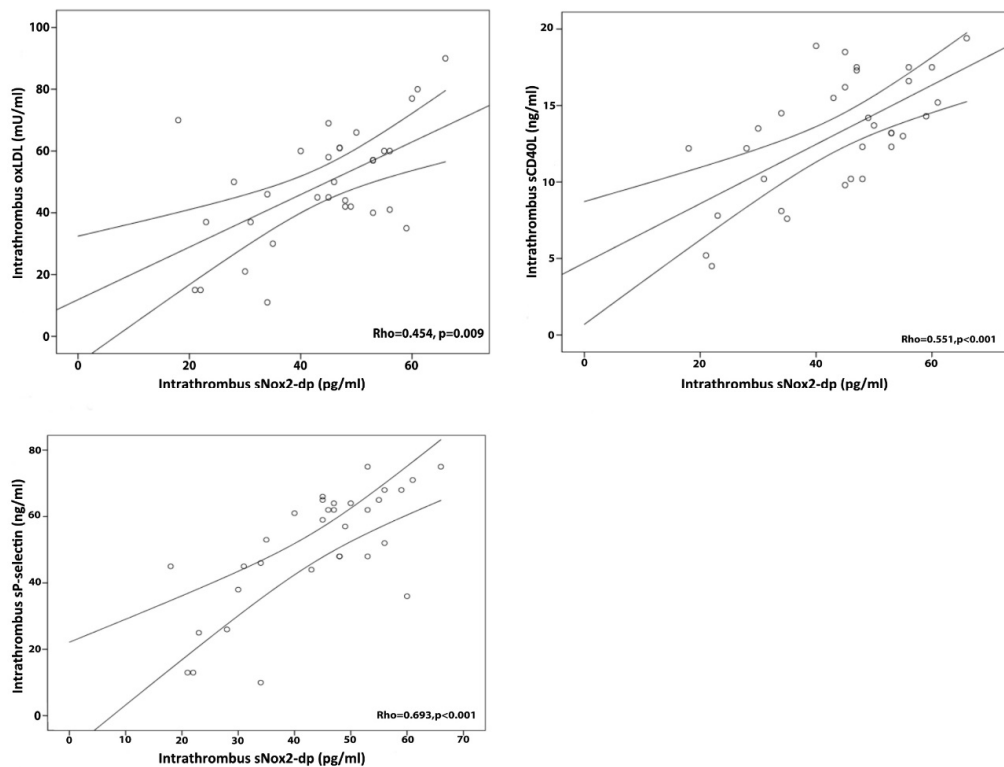 100
80
60
40
20
0
Intrathrombus oxLDL (mU/ml)
Rho=0.454, p=0.009
0 20 40 60
Intrathrombus sNox2-dp (pg/ml)
20
15
10
5
0
Intrathrombus sCD40L (ng/ml)
Rho=0.551,p<0.001
0 20 40 60
Intrathrombus sNox2-dp (pg/ml)
80
60
40
20
0
Intrathrombus sP-selectin (ng/ml)
Rho=0.693,p<0.001
0 10 20 30 40 50 60 70
Intrathrombus sNox2-dp (pg/ml)